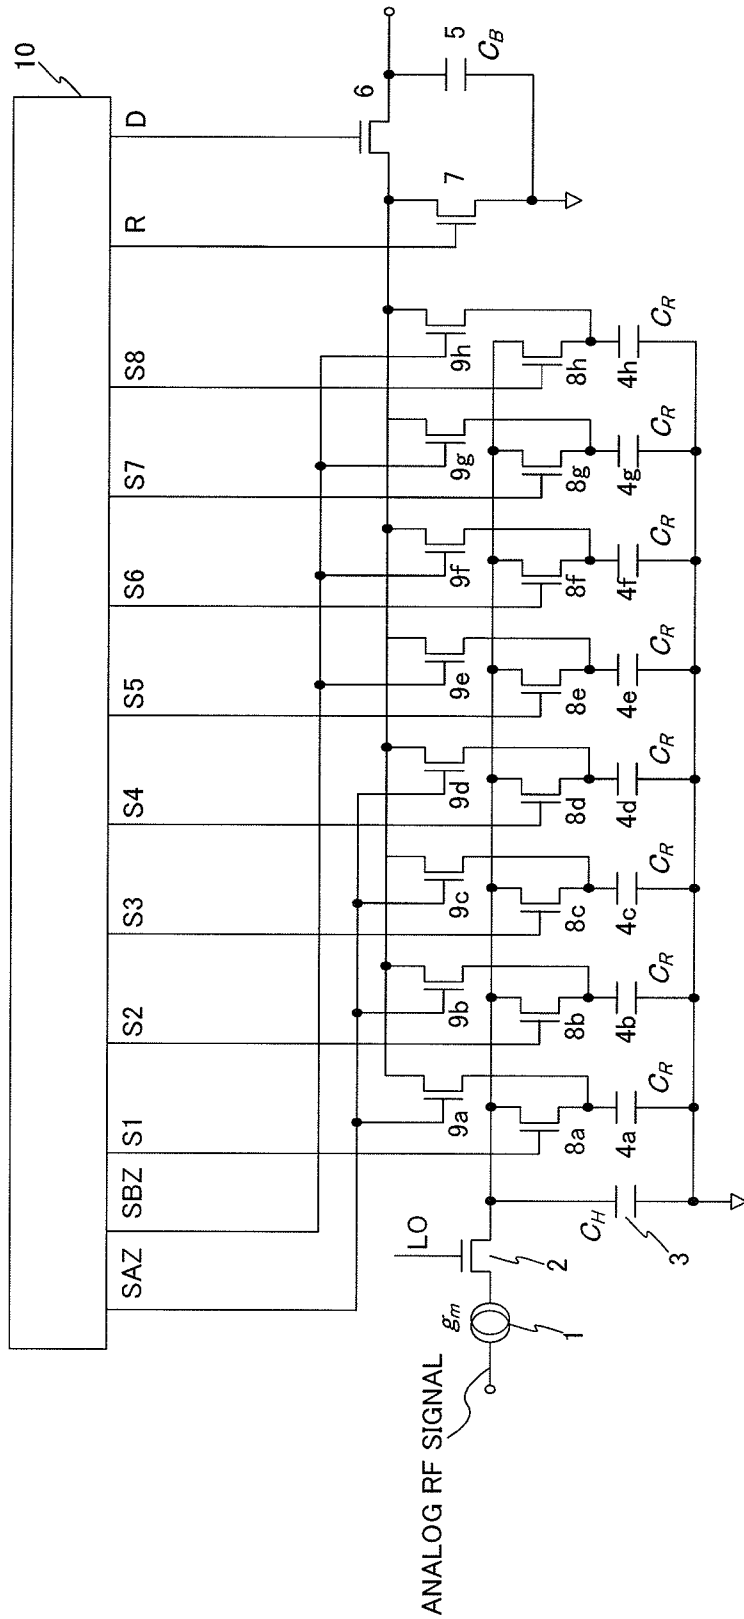 10
SAZ
SBZ
S1
S2
S3
S4
S5
S6
S7
S8
R
D
6
5
C_B
7
9a
9b
9c
9d
9e
9f
9g
9h
8a
8b
8c
8d
8e
8f
8g
8h
4a
C_R
4b
C_R
4c
C_R
4d
C_R
4e
C_R
4f
C_R
4g
C_R
4h
C_R
LO
g_m
1
2
C_H
3
ANALOG RF SIGNAL